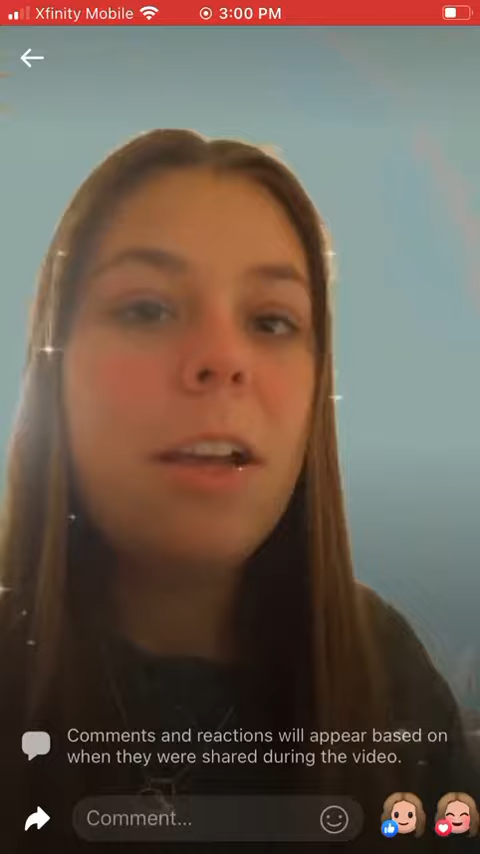 Xfinity Mobile 3:00 PM
Comments and reactions will appear based on
when they were shared during the video.
Comment...